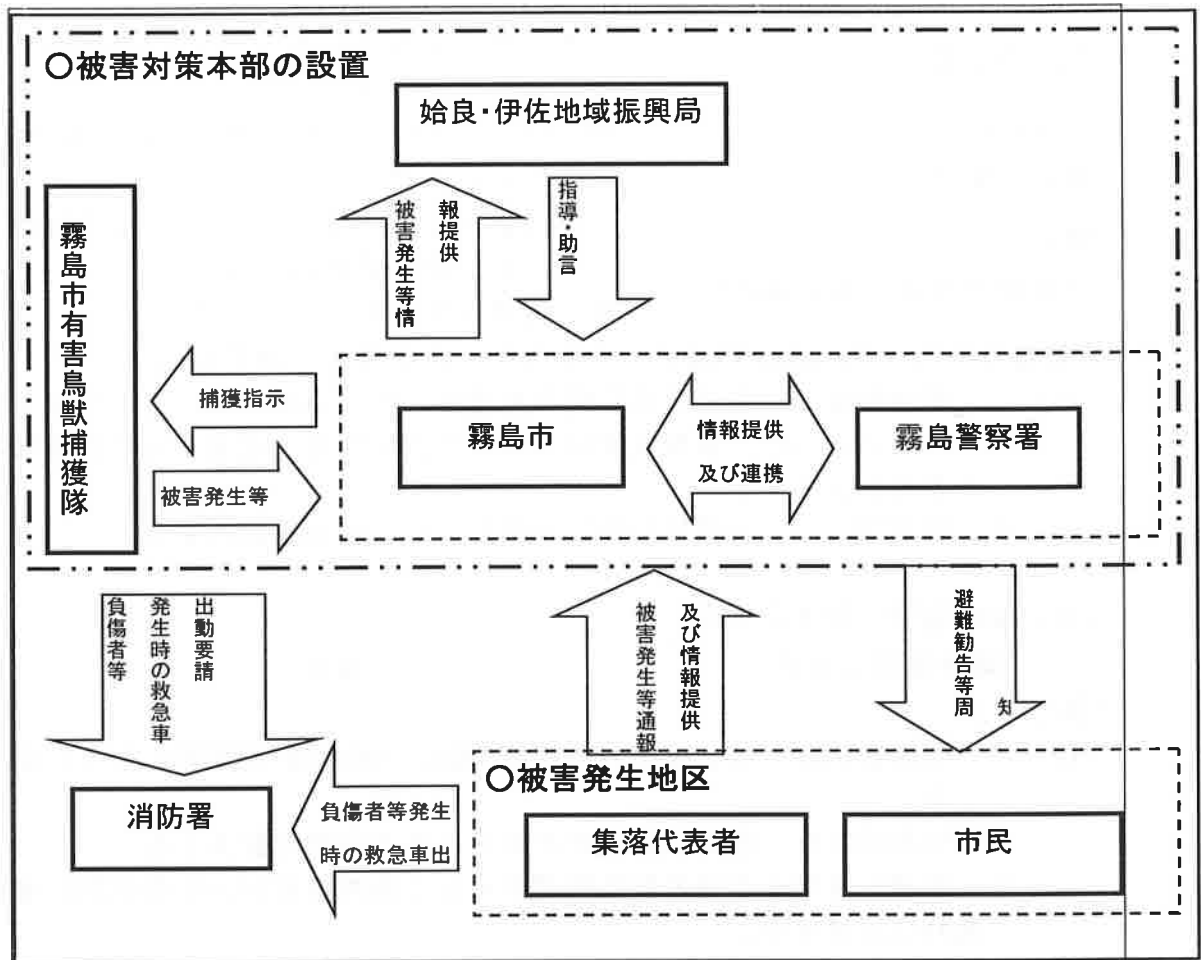 〇被害対策本部の設置
姶良・伊佐地域振興局
霧島市有害鳥獣捕獲隊
被害発生等情
報提供
指導・助言
捕獲指示
被害発生等
霧島市
情報提供
及び連携
霧島警察署
負傷者等
発生時の救急車
出動要請
被害発生等通報
及び情報提供
避難勧告等周
知
消防署
負傷者等発生
時の救急車出
〇被害発生地区
集落代表者
市民